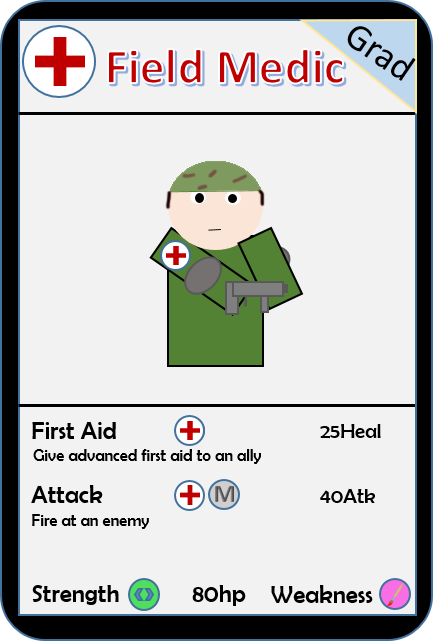 Field Medic
Grad
First Aid 25Heal
Give advanced first aid to an ally
Attack M 40Atk
Fire at an enemy
Strength 80hp Weakness